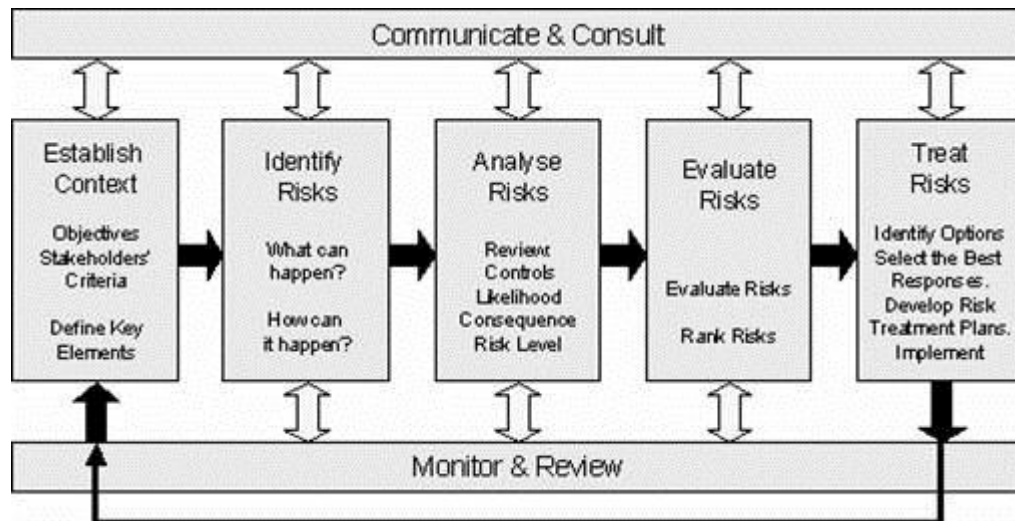 Communicate & Consult
Establish
Context
Objectives
Stakeholders'
Criteria
Define Key
Elements
Identify
Risks
What can
happen?
How can
it happen?
Analyse
Risks
Review
Controls
Likelihood
Consequence
Risk Level
Evaluate
Risks
Evaluate Risks
Rank Risks
Treat
Risks
Identify Options
Select the Best
Responses.
Develop Risk
Treatment Plans.
Implement
Monitor & Review